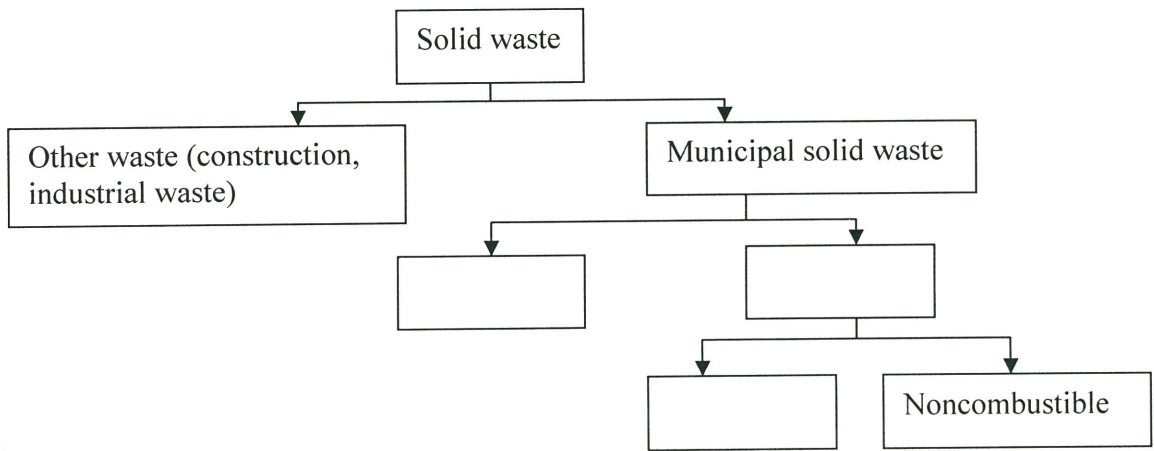 Solid waste
Other waste (construction,
industrial waste)
Municipal solid waste
Noncombustible